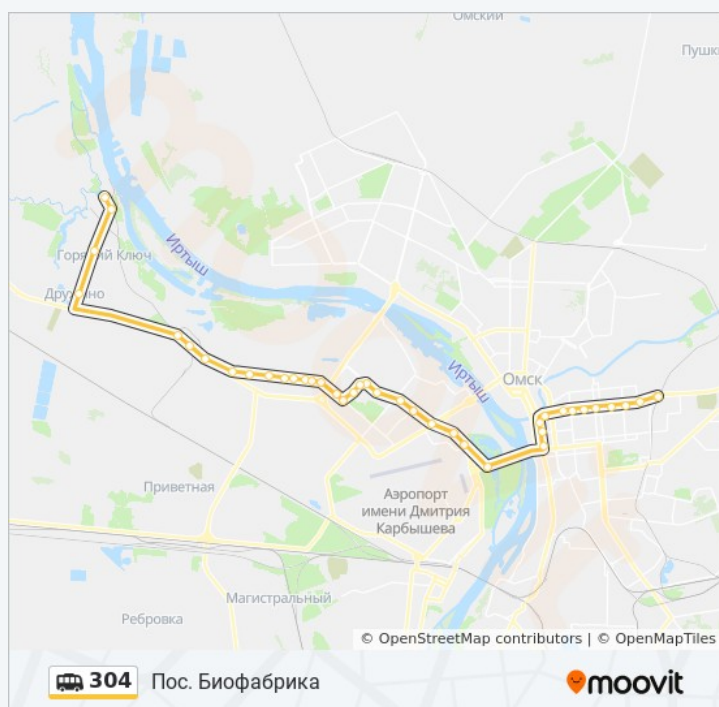 Омский
Пушк
Иртыш
Горячий Ключ
Дружино
Иртыш
Омск
Приветная
Аэропорт
имени Дмитрия
Карбышева
Магистральный
Ребровка
© OpenStreetMap contributors | © OpenMapTiles
304 Пос. Биофабрика
moovit